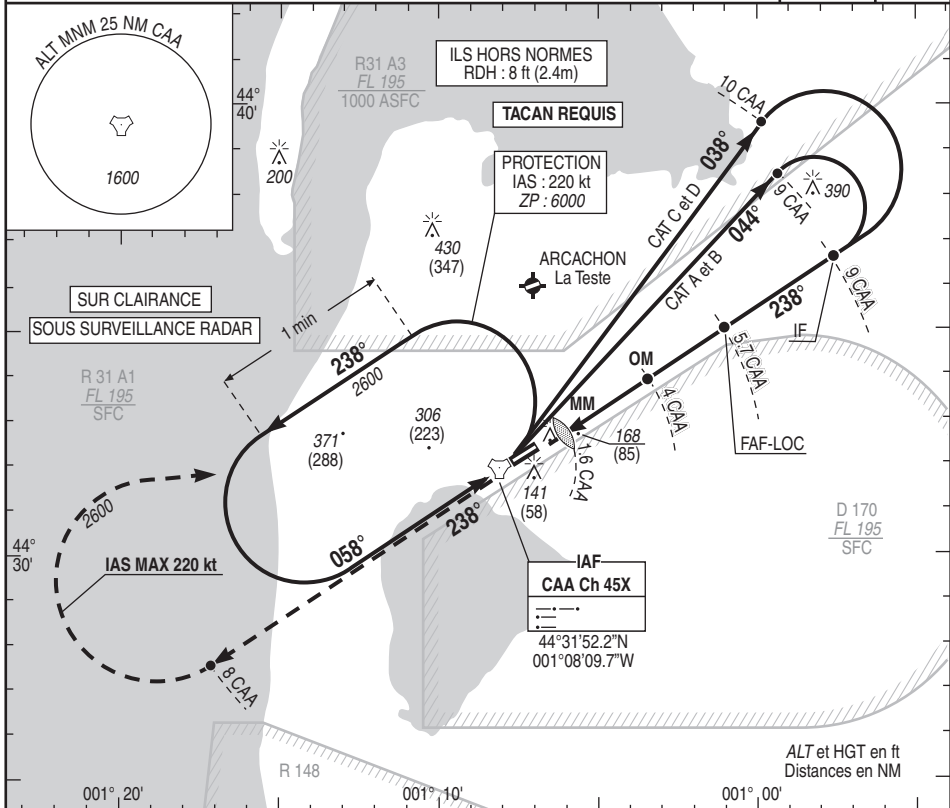 ALT MNM 25 NM CAA
1600
44°
40'
200
R31 A3
FL 195
1000 ASFC
ILS HORS NORMES
RDH : 8 ft (2.4m)
TACAN REQUIS
PROTECTION
IAS : 220 kt
ZP : 6000
10 CAA
038°
CAT C et D
9 CAA
390
044°
CAT A et B
430
(347)
ARCACHON
La Teste
SUR CLAIRANCE
SOUS SURVEILLANCE RADAR
1 min
238°
2600
238°
9 CAA
IF
5.7 CAA
FAF-LOC
OM
4 CAA
MM
168
(85)
1.6 CAA
R 31 A1
FL 195
SFC
371
(288)
306
(223)
141
(58)
2600
44°
30'
IAS MAX 220 kt
058°
238°
8 CAA
IAF
CAA Ch 45X
44°31'52.2"N
001°08'09.7"W
D 170
FL 195
SFC
R 148
ALT et HGT en ft
Distances en NM
001° 20'
001° 10'
001° 00'